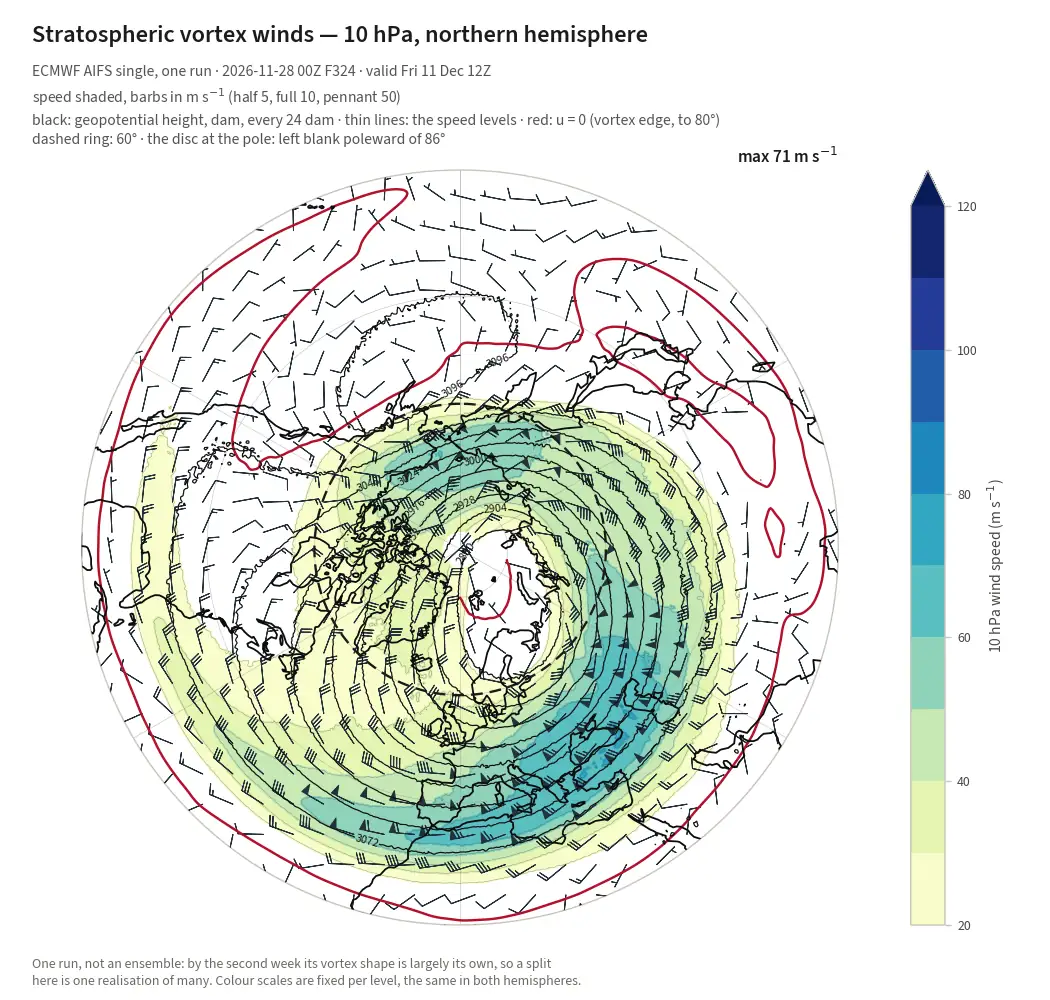 Stratospheric vortex winds — 10 hPa, northern hemisphere
ECMWF AIFS single, one run · 2026-11-28 00Z F324 · valid Fri 11 Dec 12Z
speed shaded, barbs in m s⁻¹ (half 5, full 10, pennant 50)
black: geopotential height, dam, every 24 dam · thin lines: the speed levels · red: u = 0 (vortex edge, to 80°)
dashed ring: 60° · the disc at the pole: left blank poleward of 86°
max 71 m s⁻¹
120
100
80
60
40
20
10 hPa wind speed (m s⁻¹)
3096
3096
2928
2904
3072
One run, not an ensemble: by the second week its vortex shape is largely its own, so a split
here is one realisation of many. Colour scales are fixed per level, the same in both hemispheres.